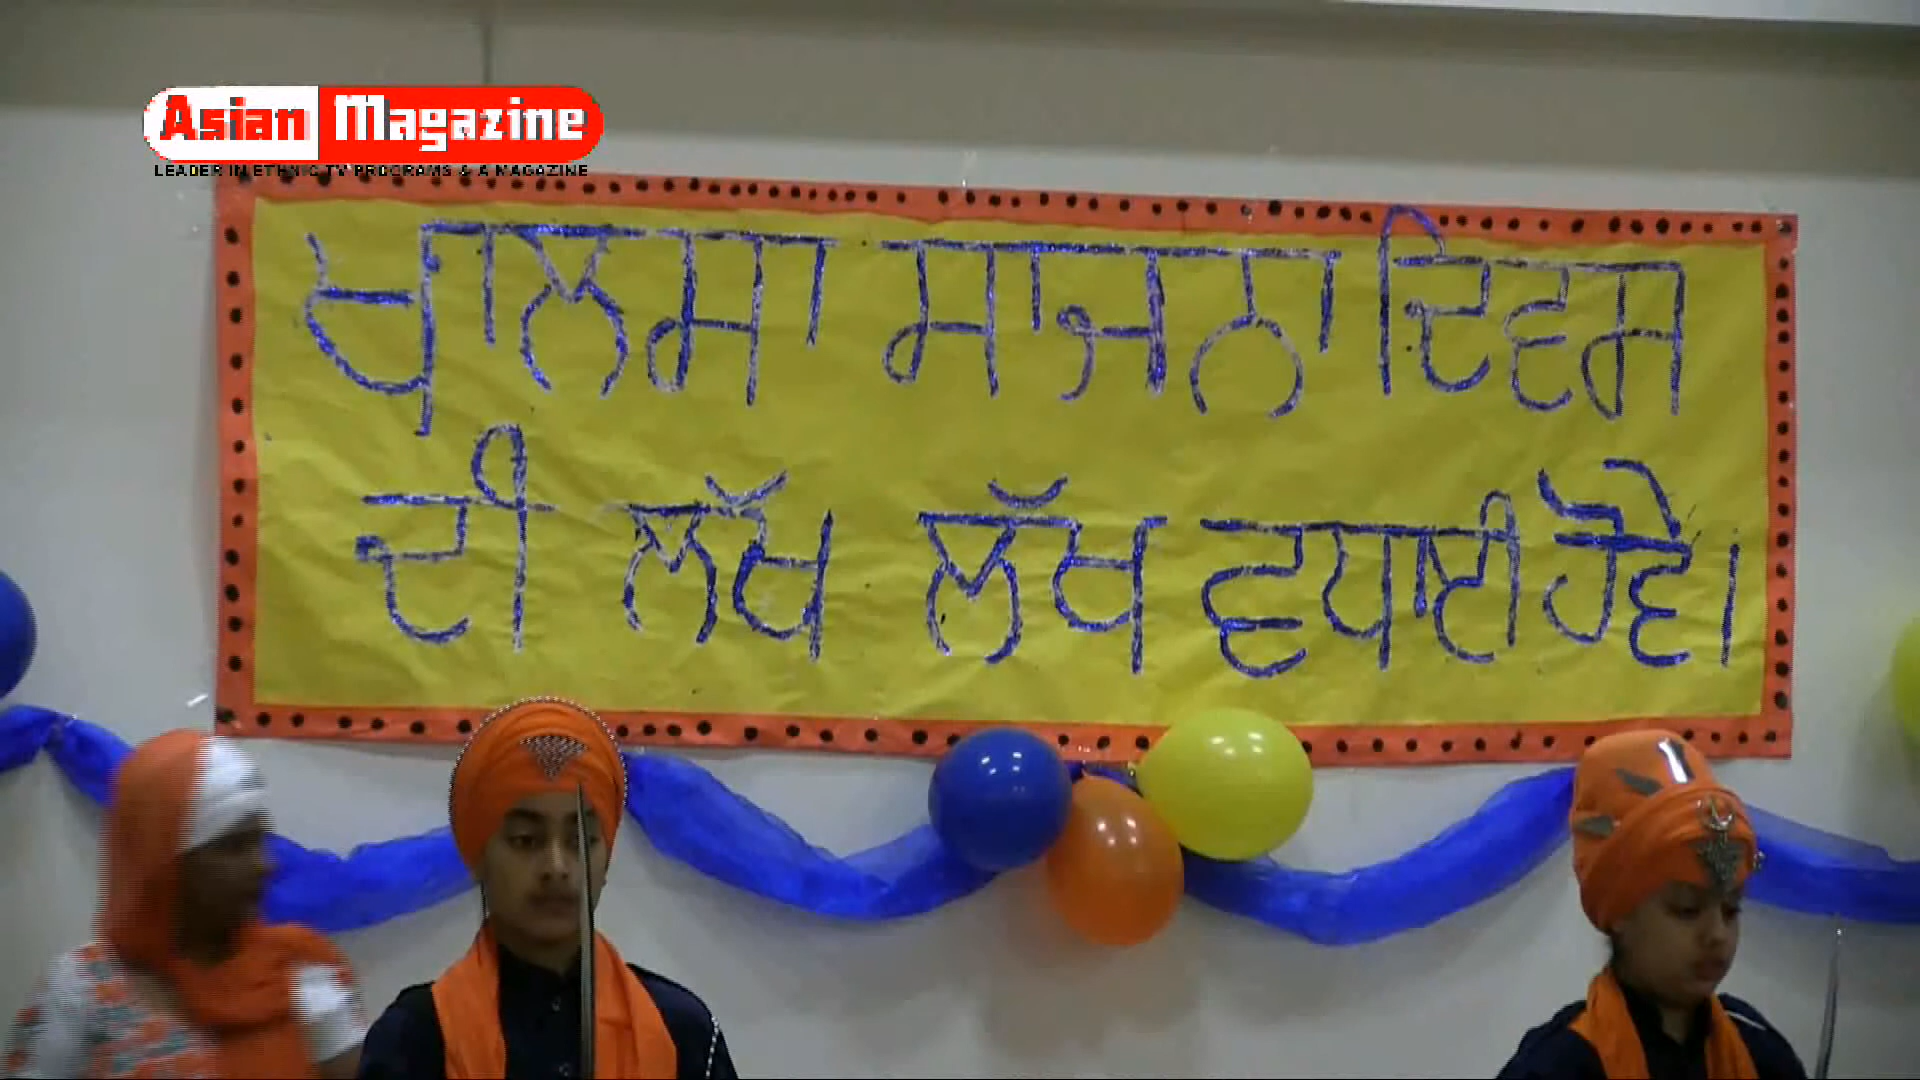 Asian Magazine
LEADER IN ETHNIC TV PROGRAMS & A MAGAZINE
ਖਾਲਸਾ ਸਾਜਨਾ ਦਿਵਸ
ਦੀ ਲੱਖ ਲੱਖ ਵਧਾਈ ਹੋਵੇ।